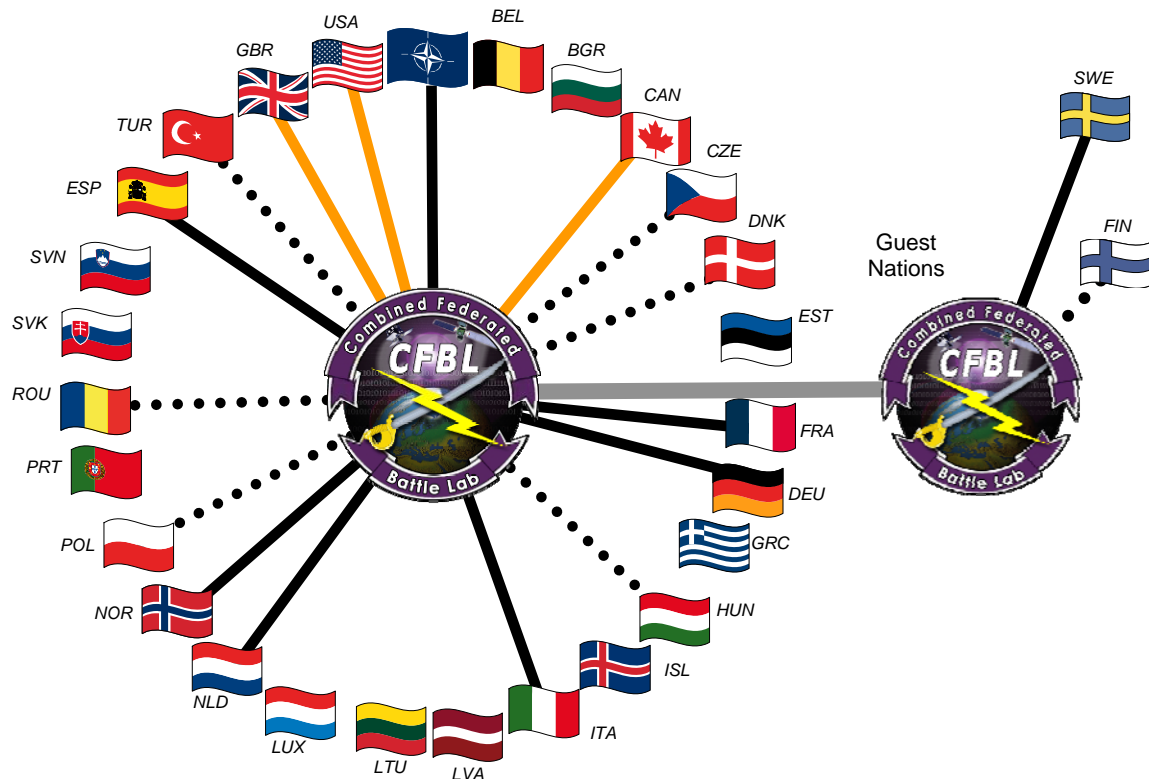 USA
BEL
GBR
BGR
SWE
CAN
TUR
CZE
ESP
DNK
FIN
Guest
Nations
SVN
Combined Federated
CFBL
Battle Lab
Combined Federated
CFBL
Battle Lab
EST
SVK
ROU
FRA
PRT
DEU
POL
GRC
NOR
HUN
ISL
NLD
ITA
LUX
LTU
LVA